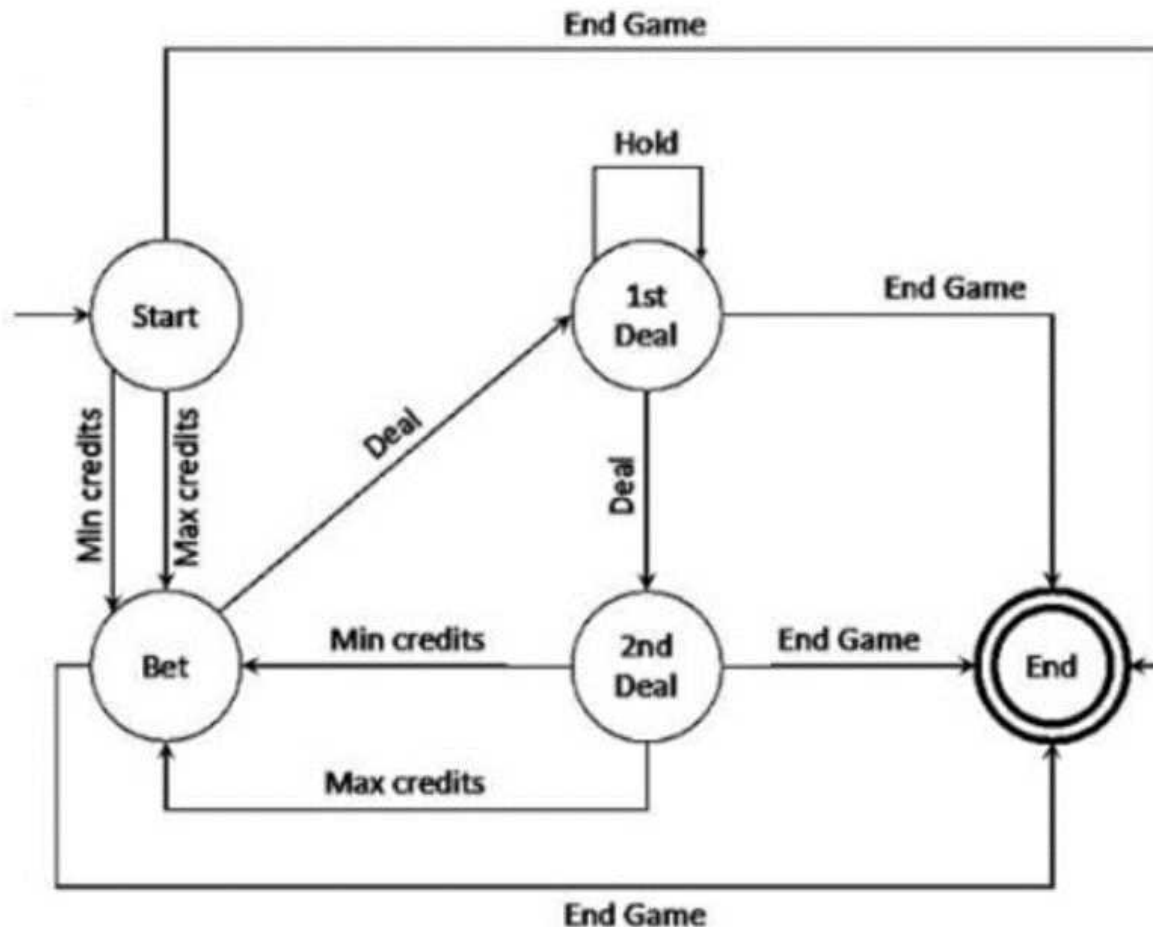 End Game
Hold
Start
1st
Deal
End Game
Min credits
Max credits
Deal
Deal
Bet
Min credits
2nd
Deal
End Game
End
Max credits
End Game